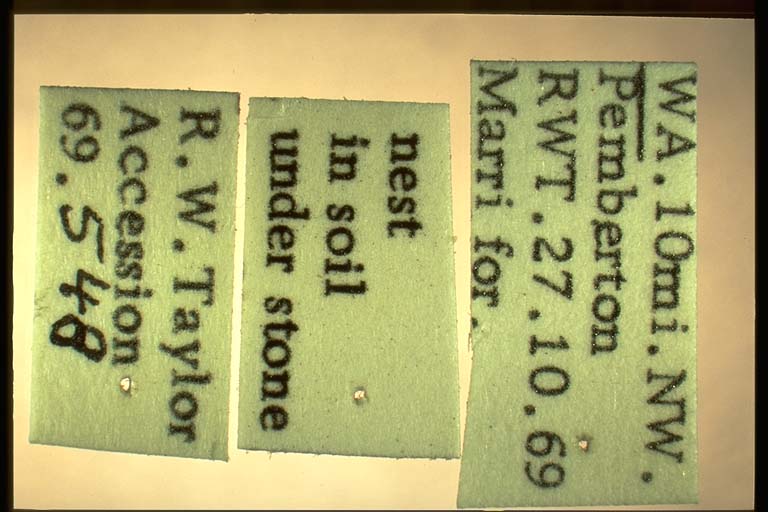 WA.10mi.NW.
Pemberton
RWT.27.10.69
Marri for.
nest
in soil
under stone
R.W.Taylor
Accession
69.548